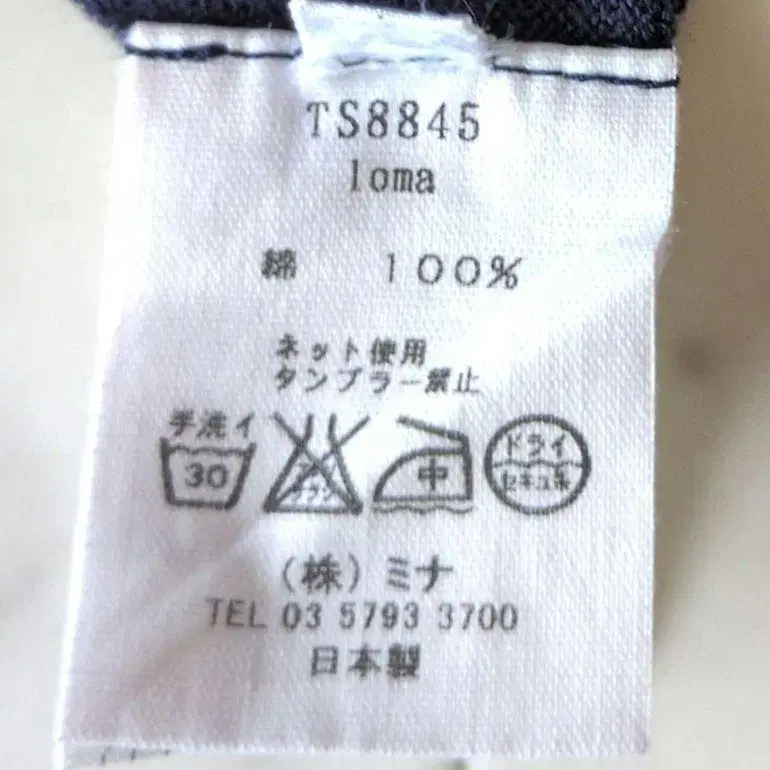 TS8845
loma
綿 100%
ネット使用
タンブラー禁止
手洗イ
30
中
ドライ
セキユ系
(株)ミナ
TEL 03 5793 3700
日本製